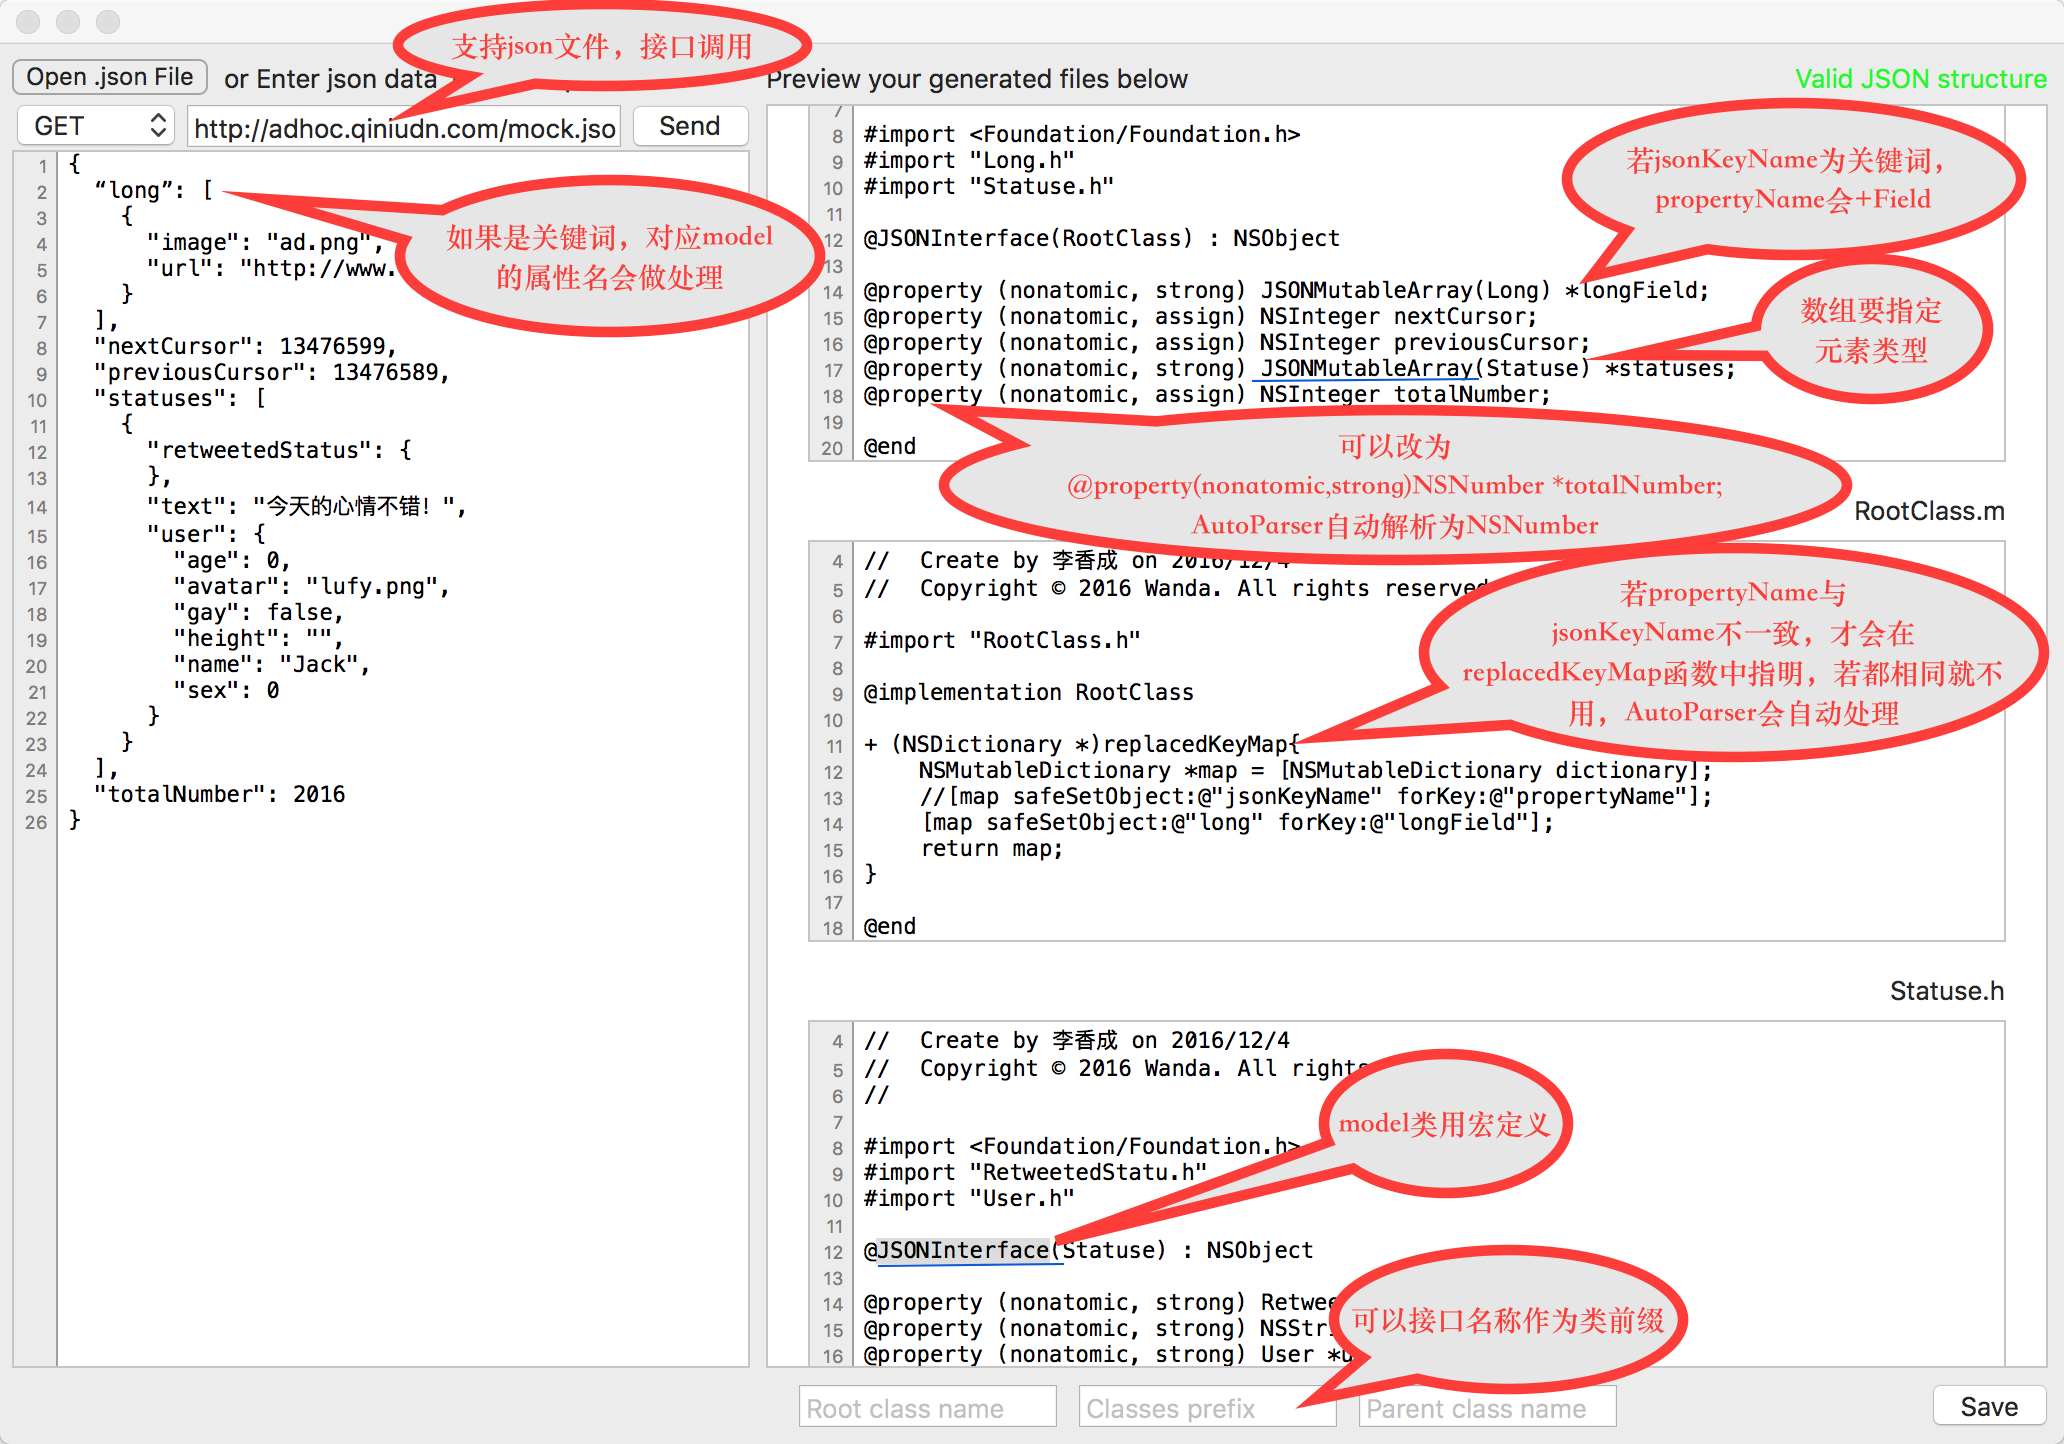 支持json文件，接口调用
Open .json File
or Enter json data
GET
http://adhoc.qiniudn.com/mock.jso
Send
1 {
2 “long”: [
3 {
4 "image": "ad.png",
5 "url": "http://www.
6 }
7 ],
8 "nextCursor": 13476599,
9 "previousCursor": 13476589,
10 "statuses": [
11 {
12 "retweetedStatus": {
13 },
14 "text": "今天的心情不错！",
15 "user": {
16 "age": 0,
17 "avatar": "lufy.png",
18 "gay": false,
19 "height": "",
20 "name": "Jack",
21 "sex": 0
22 }
23 }
24 ],
25 "totalNumber": 2016
26 }
如果是关键词，对应model
的属性名会做处理
Preview your generated files below
Valid JSON structure
7
8 #import <Foundation/Foundation.h>
9 #import "Long.h"
10 #import "Statuse.h"
11
12 @JSONInterface(RootClass) : NSObject
13
14 @property (nonatomic, strong) JSONMutableArray(Long) *longField;
15 @property (nonatomic, assign) NSInteger nextCursor;
16 @property (nonatomic, assign) NSInteger previousCursor;
17 @property (nonatomic, strong) JSONMutableArray(Statuse) *statuses;
18 @property (nonatomic, assign) NSInteger totalNumber;
19
20 @end
若jsonKeyName为关键词，
propertyName会+Field
数组要指定
元素类型
可以改为
@property(nonatomic,strong)NSNumber *totalNumber;
AutoParser自动解析为NSNumber
RootClass.m
4 // Create by 李香成 on 2016/12/4
5 // Copyright © 2016 Wanda. All rights reserved
6
7 #import "RootClass.h"
8
9 @implementation RootClass
10
11 + (NSDictionary *)replacedKeyMap{
12 NSMutableDictionary *map = [NSMutableDictionary dictionary];
13 //[map safeSetObject:@"jsonKeyName" forKey:@"propertyName"];
14 [map safeSetObject:@"long" forKey:@"longField"];
15 return map;
16 }
17
18 @end
若propertyName与
jsonKeyName不一致，才会在
replacedKeyMap函数中指明，若都相同就不
用，AutoParser会自动处理
Statuse.h
4 // Create by 李香成 on 2016/12/4
5 // Copyright © 2016 Wanda. All rights
6 //
7
8 #import <Foundation/Foundation.h>
9 #import "RetweetedStatu.h"
10 #import "User.h"
11
12 @JSONInterface(Statuse) : NSObject
13
14 @property (nonatomic, strong) Retwee
15 @property (nonatomic, strong) NSStr
16 @property (nonatomic, strong) User *u
model类用宏定义
可以接口名称作为类前缀
Root class name
Classes prefix
Parent class name
Save